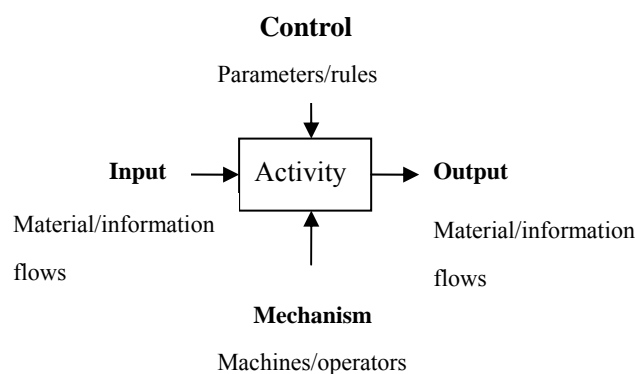 Control
Parameters/rules
Input
Activity
Output
Material/information
flows
Material/information
flows
Mechanism
Machines/operators